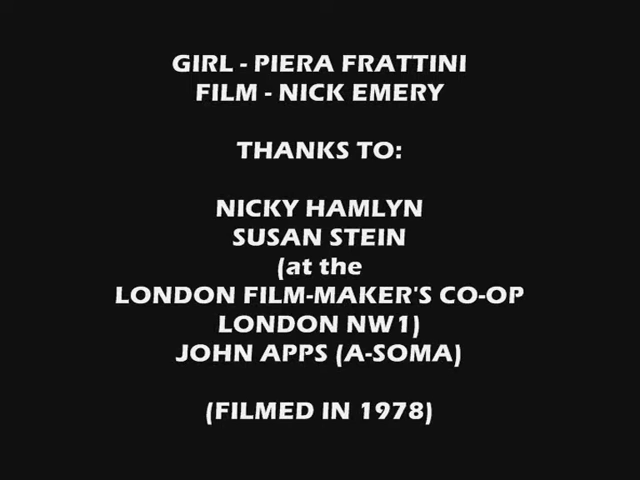 GIRL - PIERA FRATTINI
FILM - NICK EMERY
THANKS TO:
NICKY HAMLYN
SUSAN STEIN
(at the
LONDON FILM-MAKER'S CO-OP
LONDON NW1)
JOHN APPS (A-SOMA)
(FILMED IN 1978)